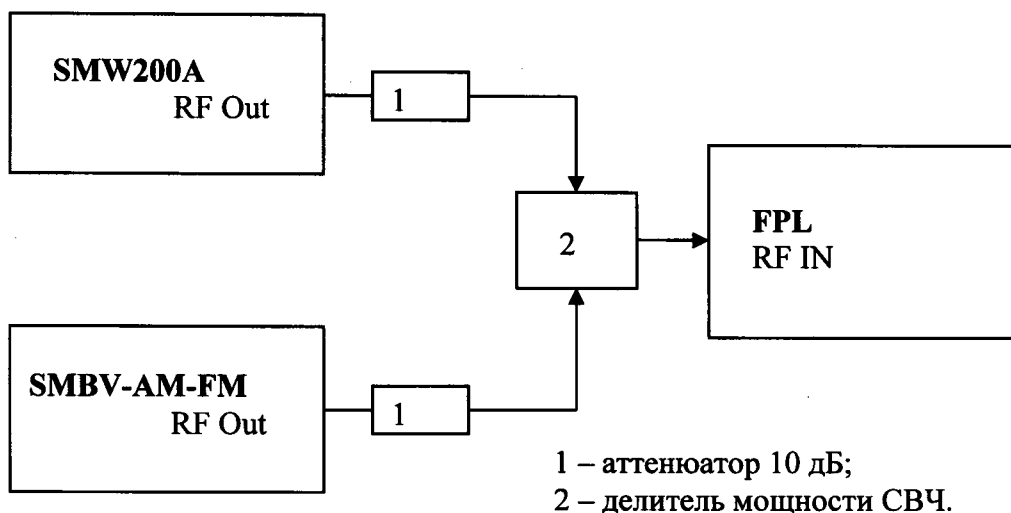 SMW200A
RF Out
1
2
FPL
RF IN
SMBV-AM-FM
RF Out
1
1 – аттенюатор 10 дБ;
2 – делитель мощности СВЧ.